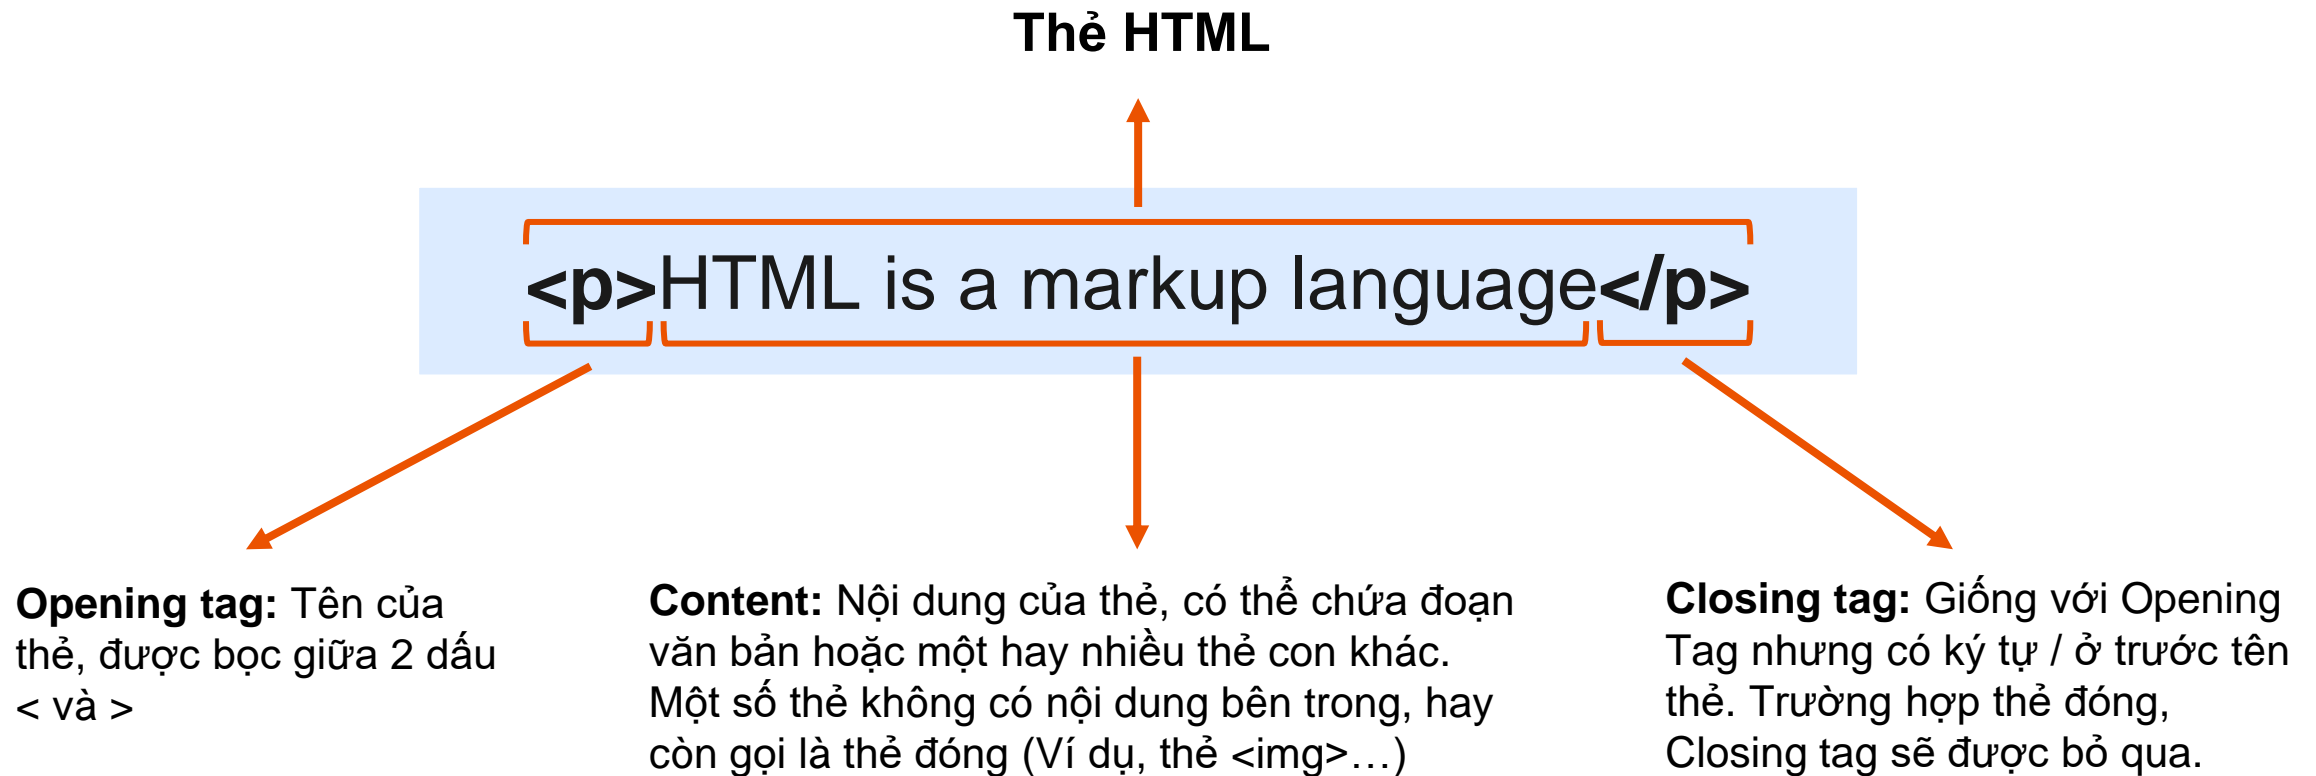 Thẻ HTML
<p>HTML is a markup language</p>
Opening tag: Tên của
thẻ, được bọc giữa 2 dấu
< và >
Content: Nội dung của thẻ, có thể chứa đoạn
văn bản hoặc một hay nhiều thẻ con khác.
Một số thẻ không có nội dung bên trong, hay
còn gọi là thẻ đóng (Ví dụ, thẻ <img>…)
Closing tag: Giống với Opening
Tag nhưng có ký tự / ở trước tên
thẻ. Trường hợp thẻ đóng,
Closing tag sẽ được bỏ qua.